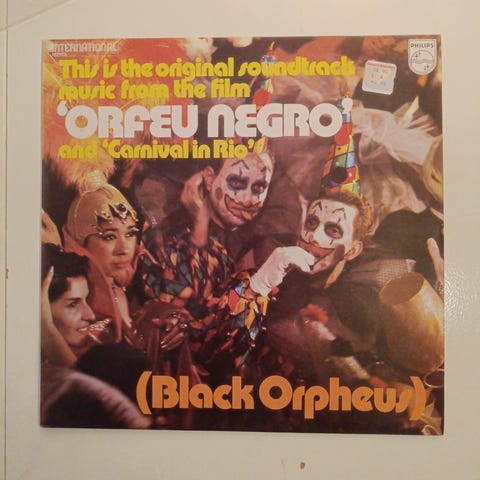 INTERNATIONAL
SERIES
PHILIPS
This is the original soundtrack
music from the film
'ORFEU NEGRO'
and 'Carnival in Rio'
(Black Orpheus)